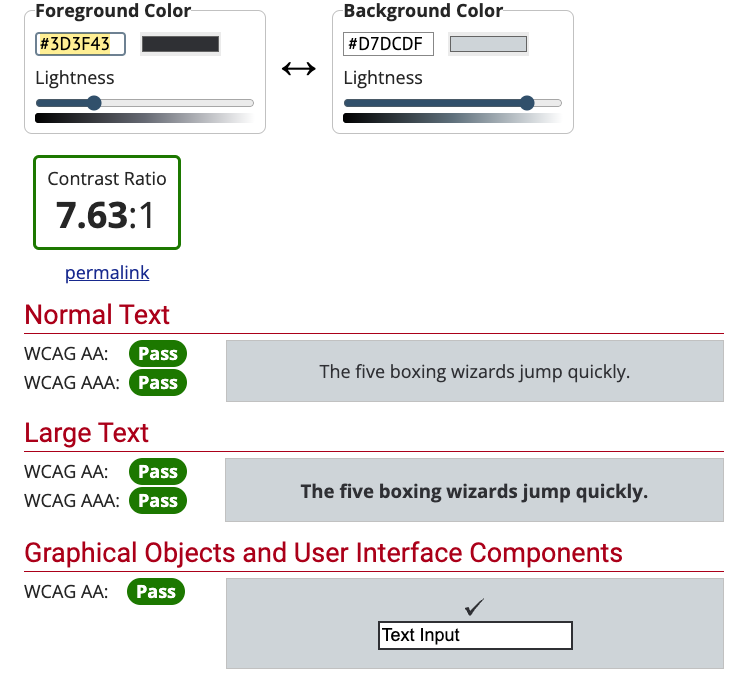 Foreground Color
Background Color
#3D3F43
#D7DCDF
Lightness
Lightness
Contrast Ratio
7.63:1
permalink
Normal Text
WCAG AA: Pass
WCAG AAA: Pass
The five boxing wizards jump quickly.
Large Text
WCAG AA: Pass
WCAG AAA: Pass
The five boxing wizards jump quickly.
Graphical Objects and User Interface Components
WCAG AA: Pass
✓
Text Input